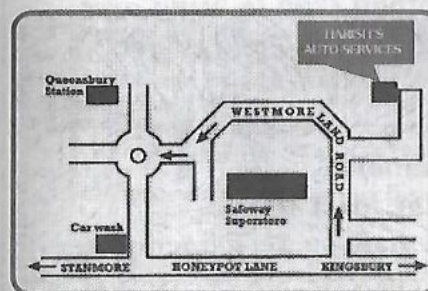 HARISH'S
AUTO SERVICES
Queensbury
Station
WESTMORE LAND ROAD
Safeway
Superstore
Car wash
STANMORE HONEYPOT LANE KINGSBURY